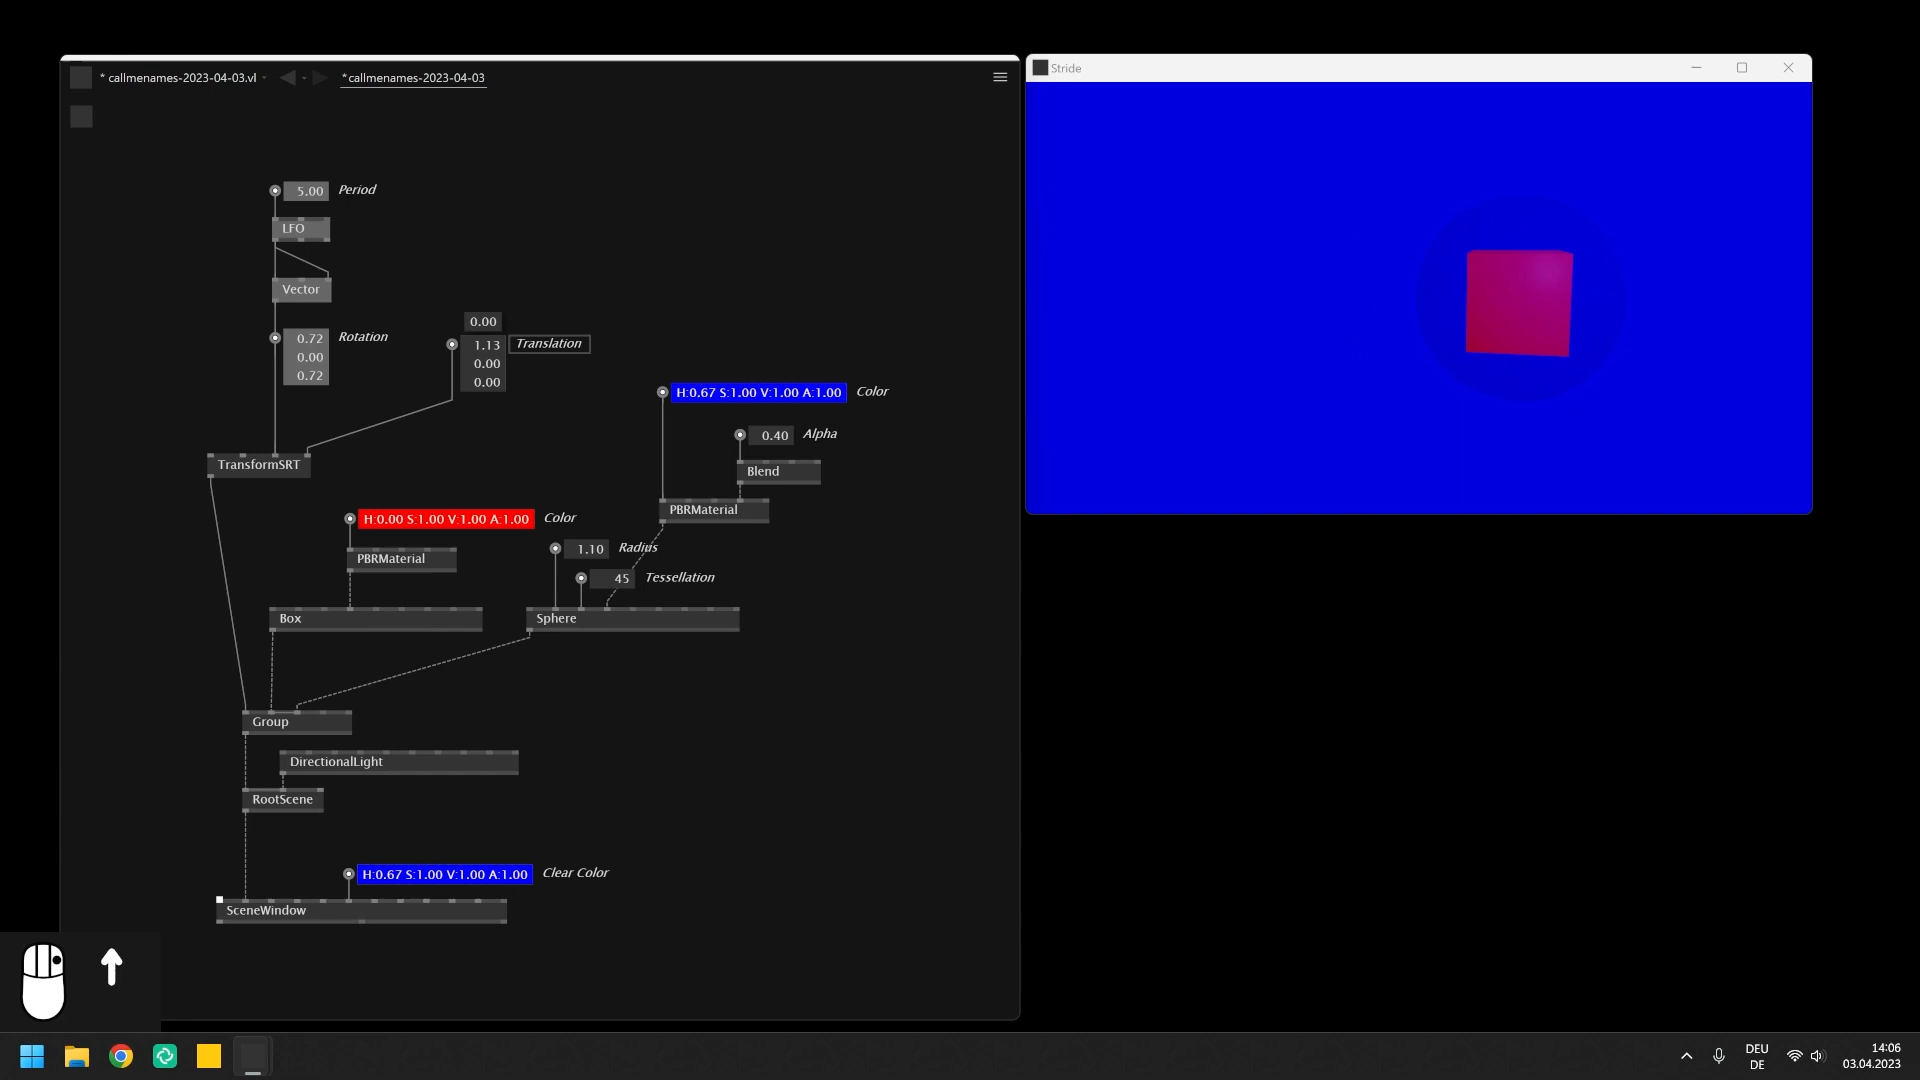 * callmenames-2023-04-03.vl
*callmenames-2023-04-03
Stride
5.00 Period
LFO
Vector
0.72 Rotation
0.00
0.72
0.00
1.13 Translation
0.00
0.00
H:0.67 S:1.00 V:1.00 A:1.00 Color
0.40 Alpha
Blend
TransformSRT
PBRMaterial
H:0.00 S:1.00 V:1.00 A:1.00 Color
PBRMaterial
1.10 Radius
45 Tessellation
Box
Sphere
Group
DirectionalLight
RootScene
H:0.67 S:1.00 V:1.00 A:1.00 Clear Color
SceneWindow
DEU
DE
14:06
03.04.2023